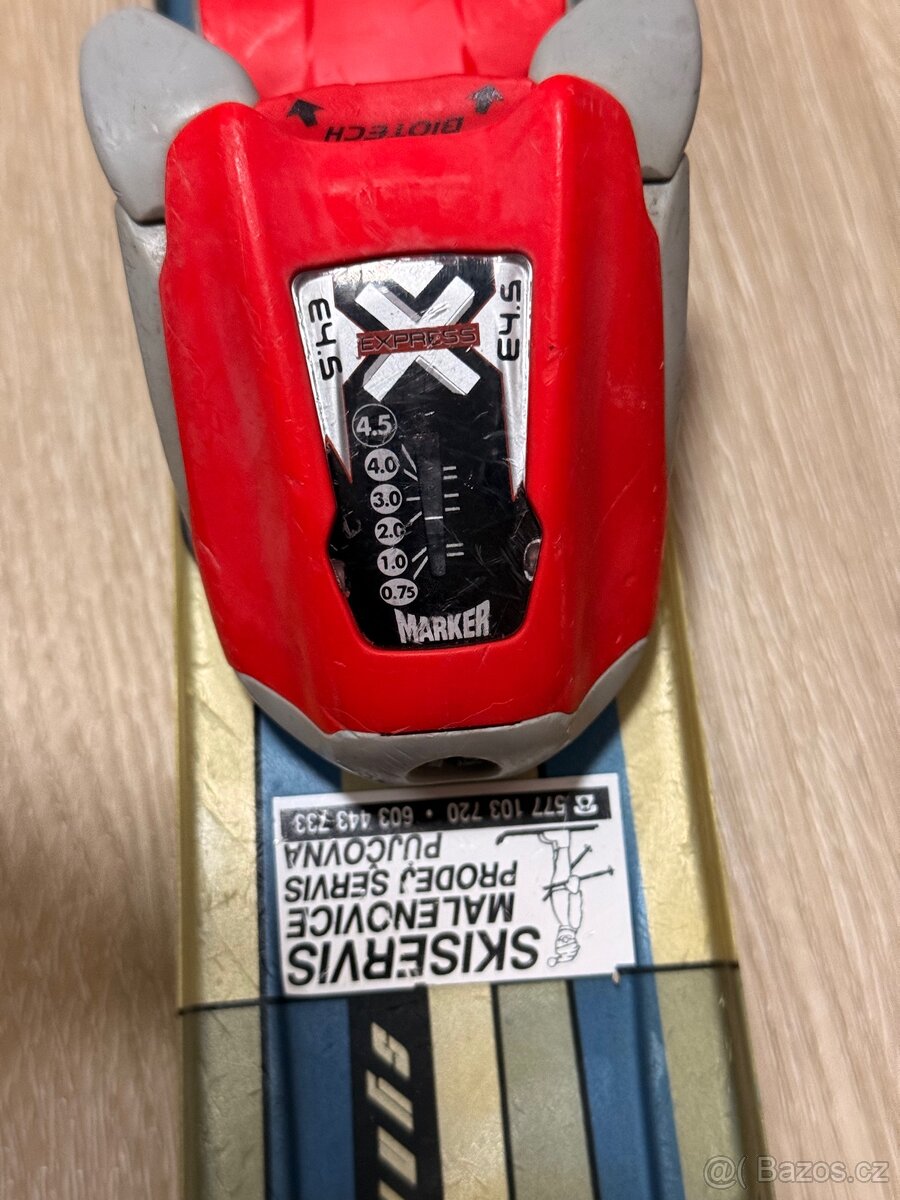 BIOTECH
E4.5
E4.5
EXPRESS
4.5
4.0
3.0
2.0
1.0
0.75
MARKER
SKISERVIS
MALENOVICE
PRODEJ SERVIS
PŮJČOVNA
577 103 720 • 603 443 733
@( Bazos.cz